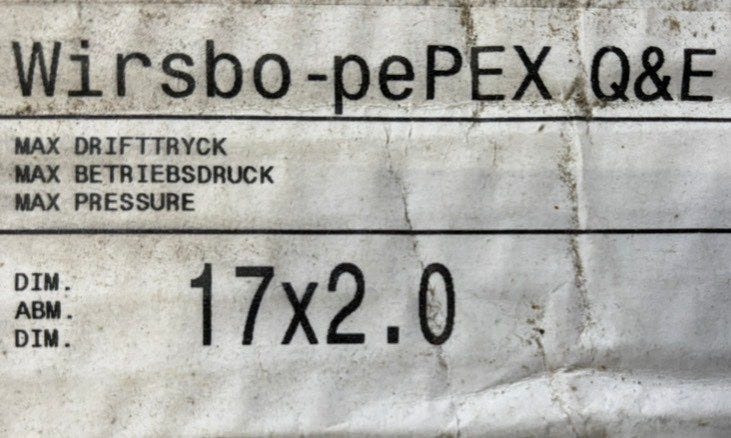 Wirsbo-pePEX Q&E
MAX DRIFTTRYCK
MAX BETRIEBSDRUCK
MAX PRESSURE
DIM.
ABM.
DIM.
17x2.0